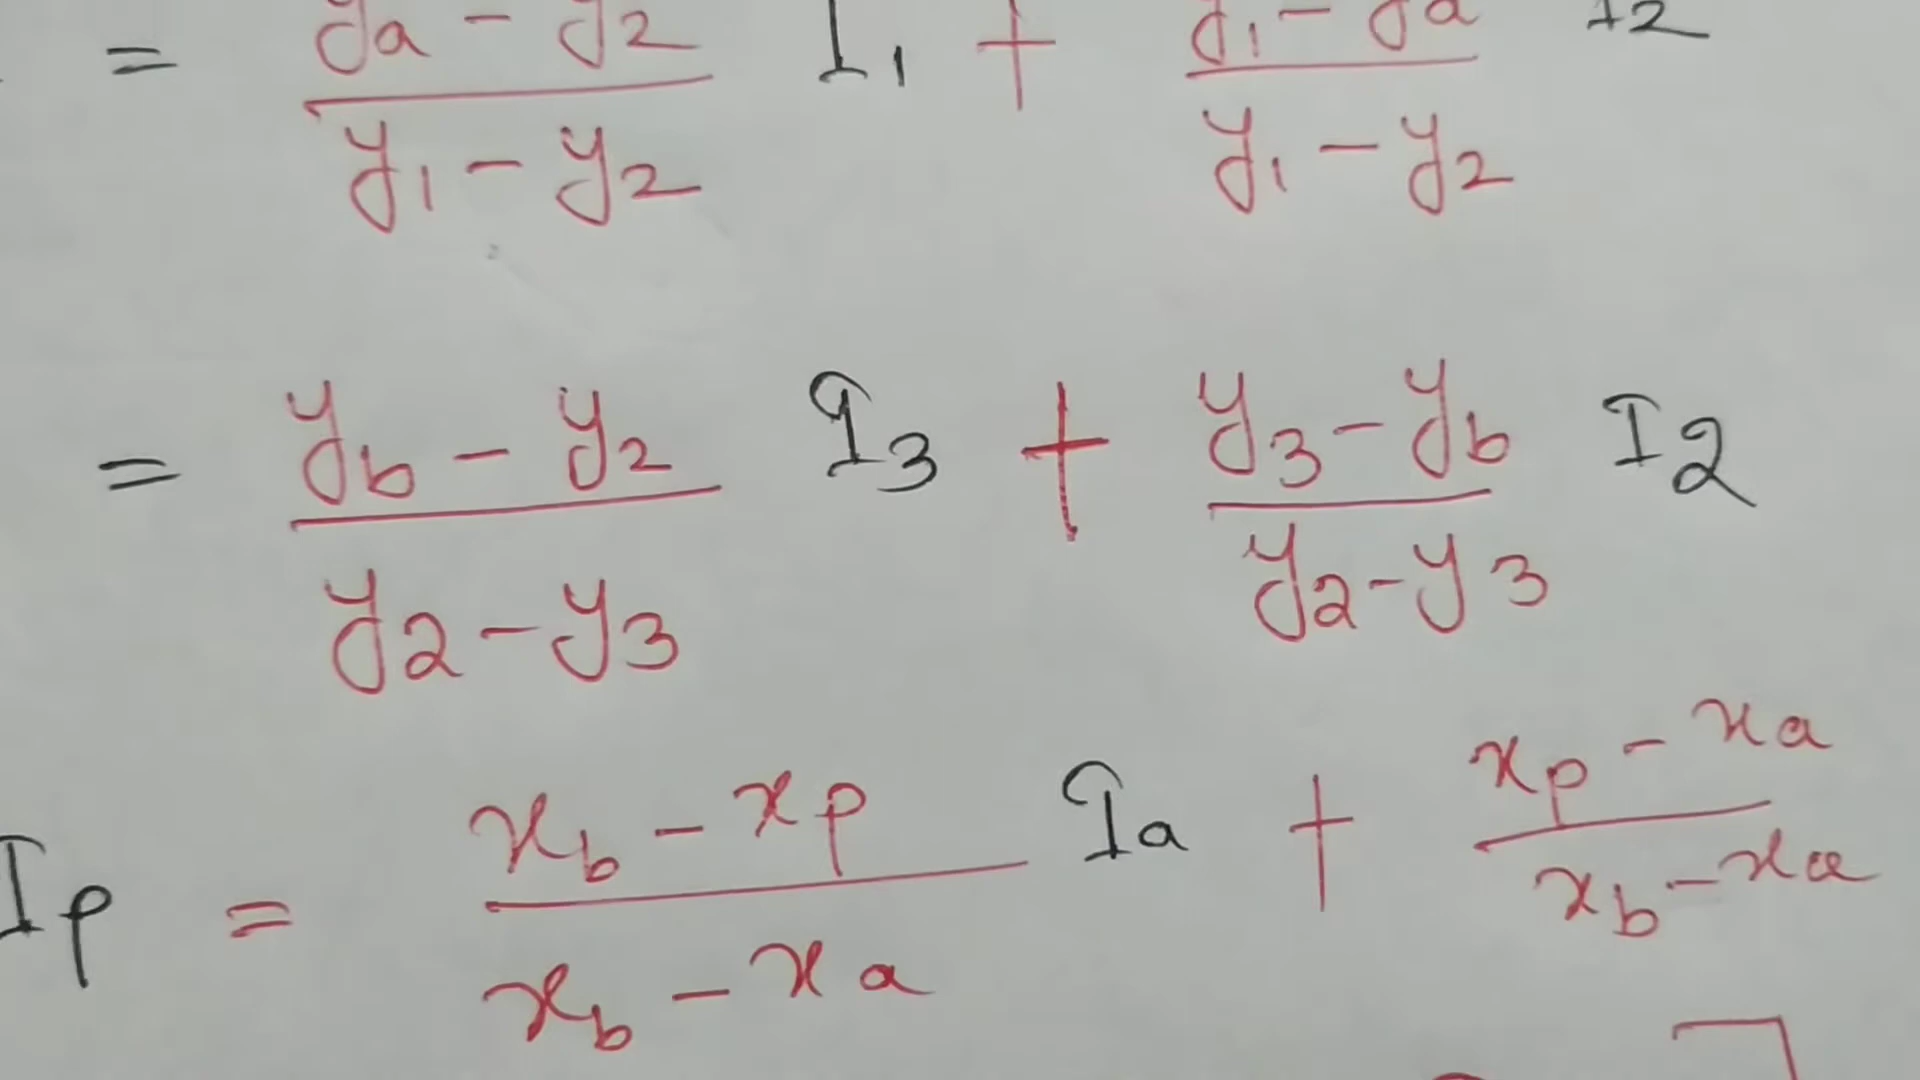 = ya - y2 / y1 - y2 I1 + y1 - ya / y1 - y2 I2
= yb - y2 / y2 - y3 I3 + y3 - yb / y2 - y3 I2
Ip = xb - xp / xb - xa Ia + xp - xa / xb - xa